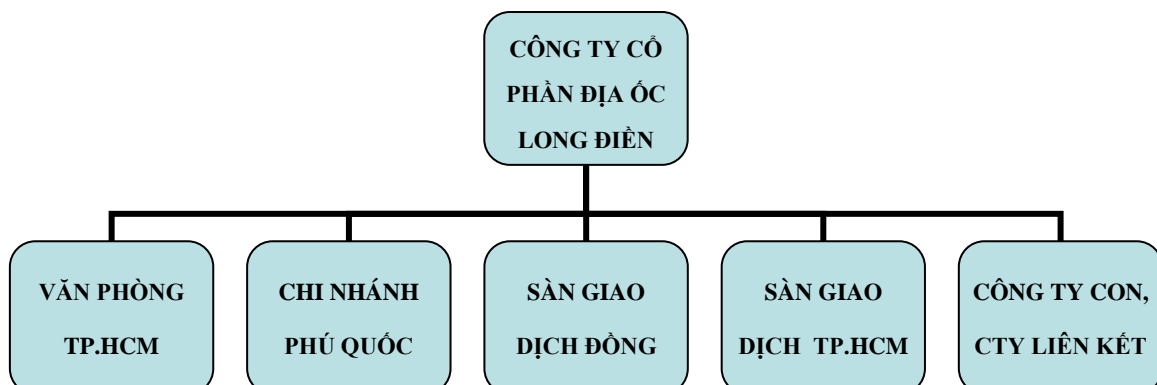 CÔNG TY CỔ
PHẦN ĐỊA ỐC
LONG ĐIỀN
VĂN PHÒNG
TP.HCM
CHI NHÁNH
PHÚ QUỐC
SÀN GIAO
DỊCH ĐỒNG
SÀN GIAO
DỊCH TP.HCM
CÔNG TY CON,
CTY LIÊN KẾT